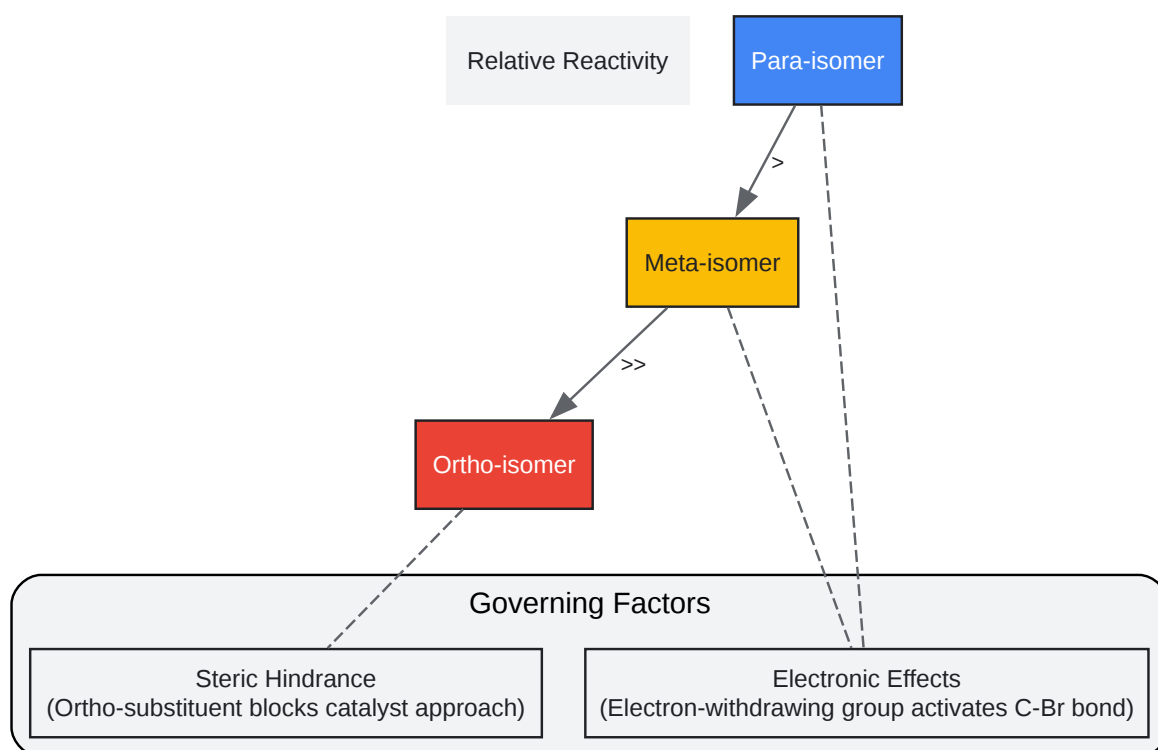 Relative Reactivity
Para-isomer
>
Meta-isomer
>>
Ortho-isomer
Governing Factors
Steric Hindrance
(Ortho-substituent blocks catalyst approach)
Electronic Effects
(Electron-withdrawing group activates C-Br bond)